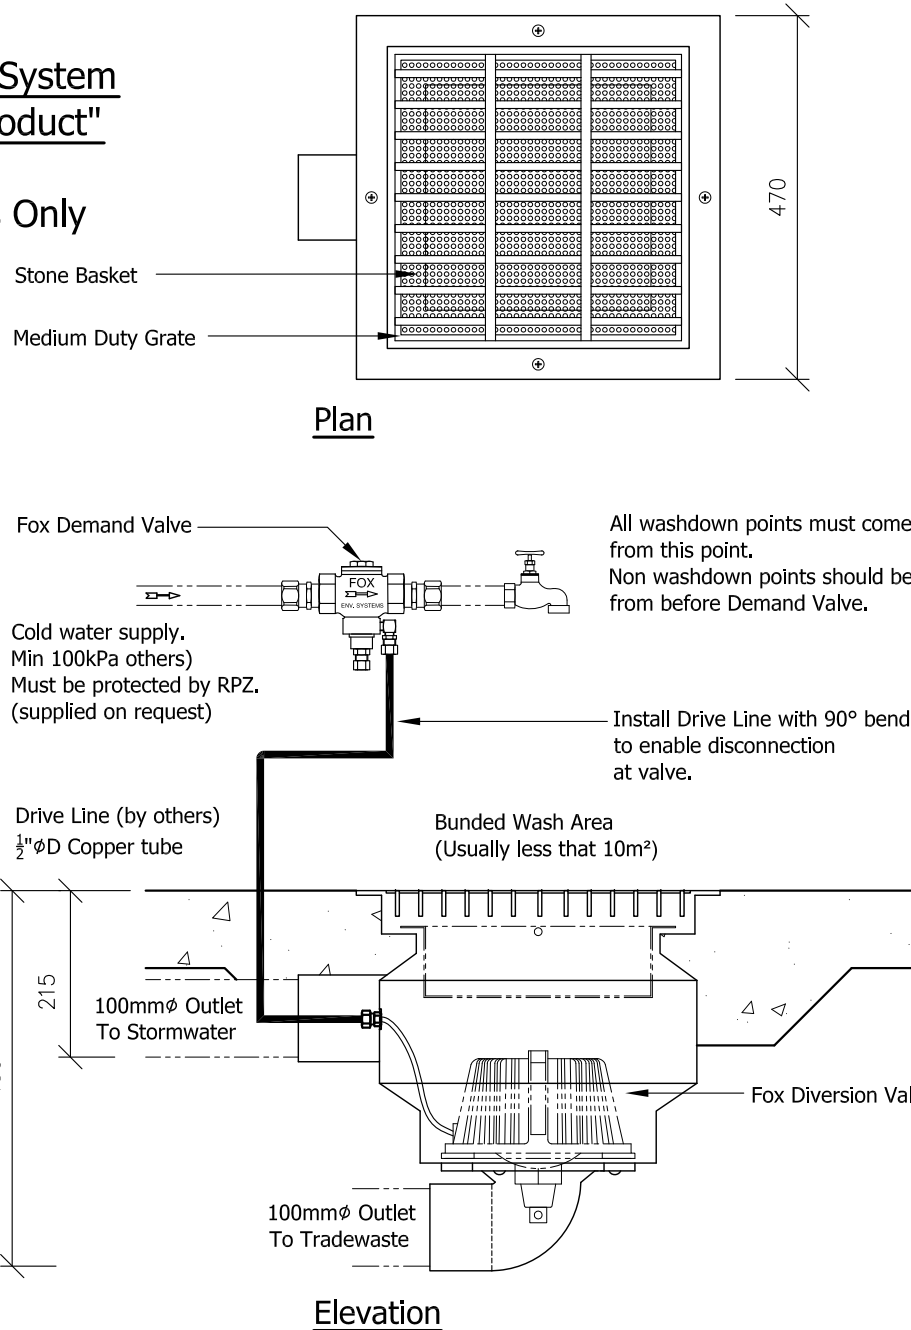 System
oduct"
Only
Stone Basket
Medium Duty Grate
470
Plan
Fox Demand Valve
FOX
ENV. SYSTEMS
All washdown points must come
from this point.
Non washdown points should be
from before Demand Valve.
Cold water supply.
Min 100kPa others)
Must be protected by RPZ.
(supplied on request)
Install Drive Line with 90° bend
to enable disconnection
at valve.
Drive Line (by others)
½"φD Copper tube
Bunded Wash Area
(Usually less that 10m²)
215
100mmφ Outlet
To Stormwater
Fox Diversion Val
100mmφ Outlet
To Tradewaste
Elevation